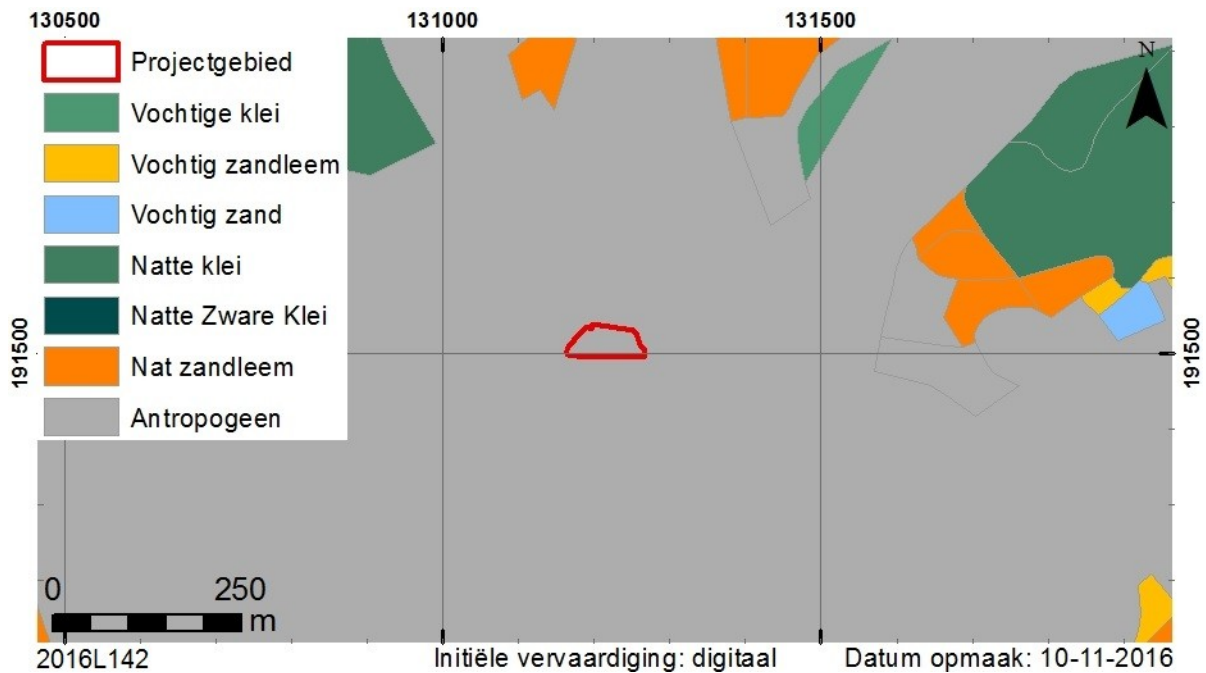 130500 131000 131500
Projectgebied
Vochtige klei
Vochtig zandleem
Vochtig zand
Natte klei
Natte Zware Klei
Nat zandleem
Antropogeen
N
191500
191500
0 250
m
2016L142 Initiële vervaardiging: digitaal Datum opmaak: 10-11-2016